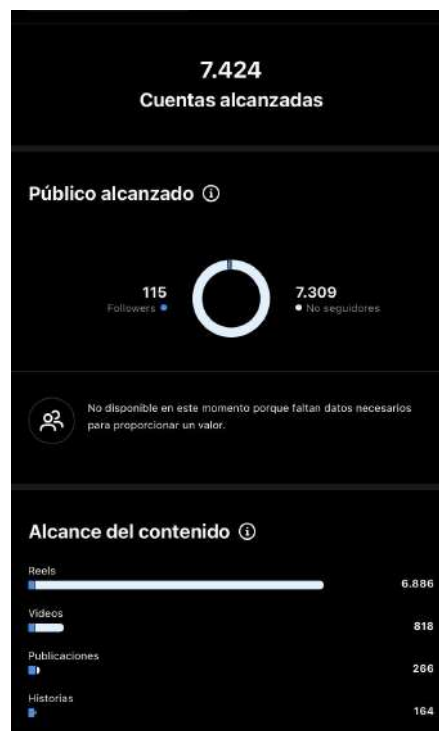 7.424
Cuentas alcanzadas
Público alcanzado
115
Followers
7.309
No seguidores
No disponible en este momento porque faltan datos necesarios
para proporcionar un valor.
Alcance del contenido
Reels
6.886
Videos
818
Publicaciones
266
Historias
164